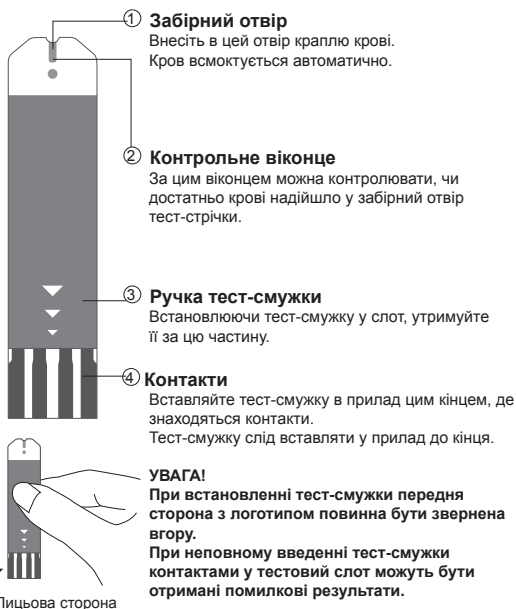 ① Забірний отвір
Внесіть в цей отвір краплю крові.
Кров всмоктується автоматично.
② Контрольне віконце
За цим віконцем можна контролювати, чи
достатньо крові надійшло у забірний отвір
тест-стрічки.
③ Ручка тест-смужки
Встановлюючи тест-смужку у слот, утримуйте
її за цю частину.
④ Контакти
Вставляйте тест-смужку в прилад цим кінцем, де
знаходяться контакти.
Тест-смужку слід вставляти у прилад до кінця.
УВАГА!
При встановленні тест-смужки передня
сторона з логотипом повинна бути звернена
вгору.
При неповному введенні тест-смужки
контактами у тестовий слот можуть бути
отримані помилкові результати.
Лицьова сторона